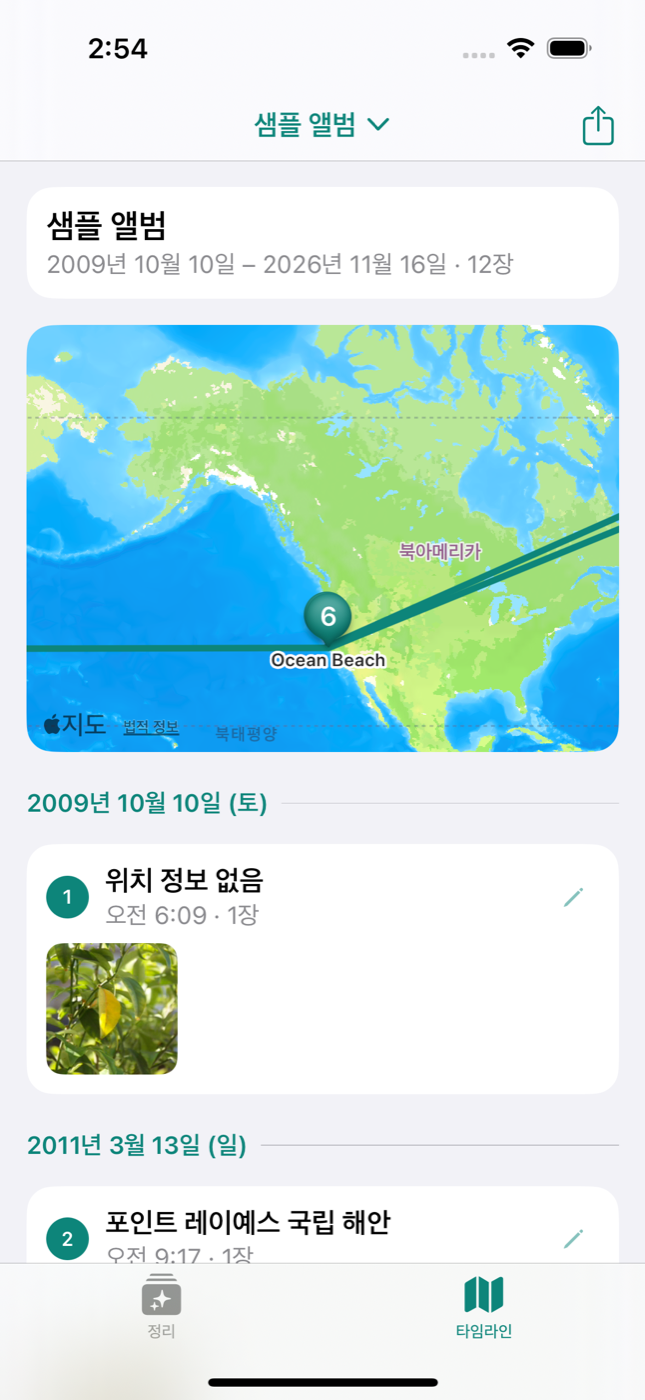 2:54
샘플 앨범
샘플 앨범
2009년 10월 10일 – 2026년 11월 16일 · 12장
북아메리카
6
Ocean Beach
지도 법적 정보
북태평양
2009년 10월 10일 (토)
1
위치 정보 없음
오전 6:09 · 1장
2011년 3월 13일 (일)
2
포인트 레이예스 국립 해안
오전 9:17 · 1장
정리
타임라인